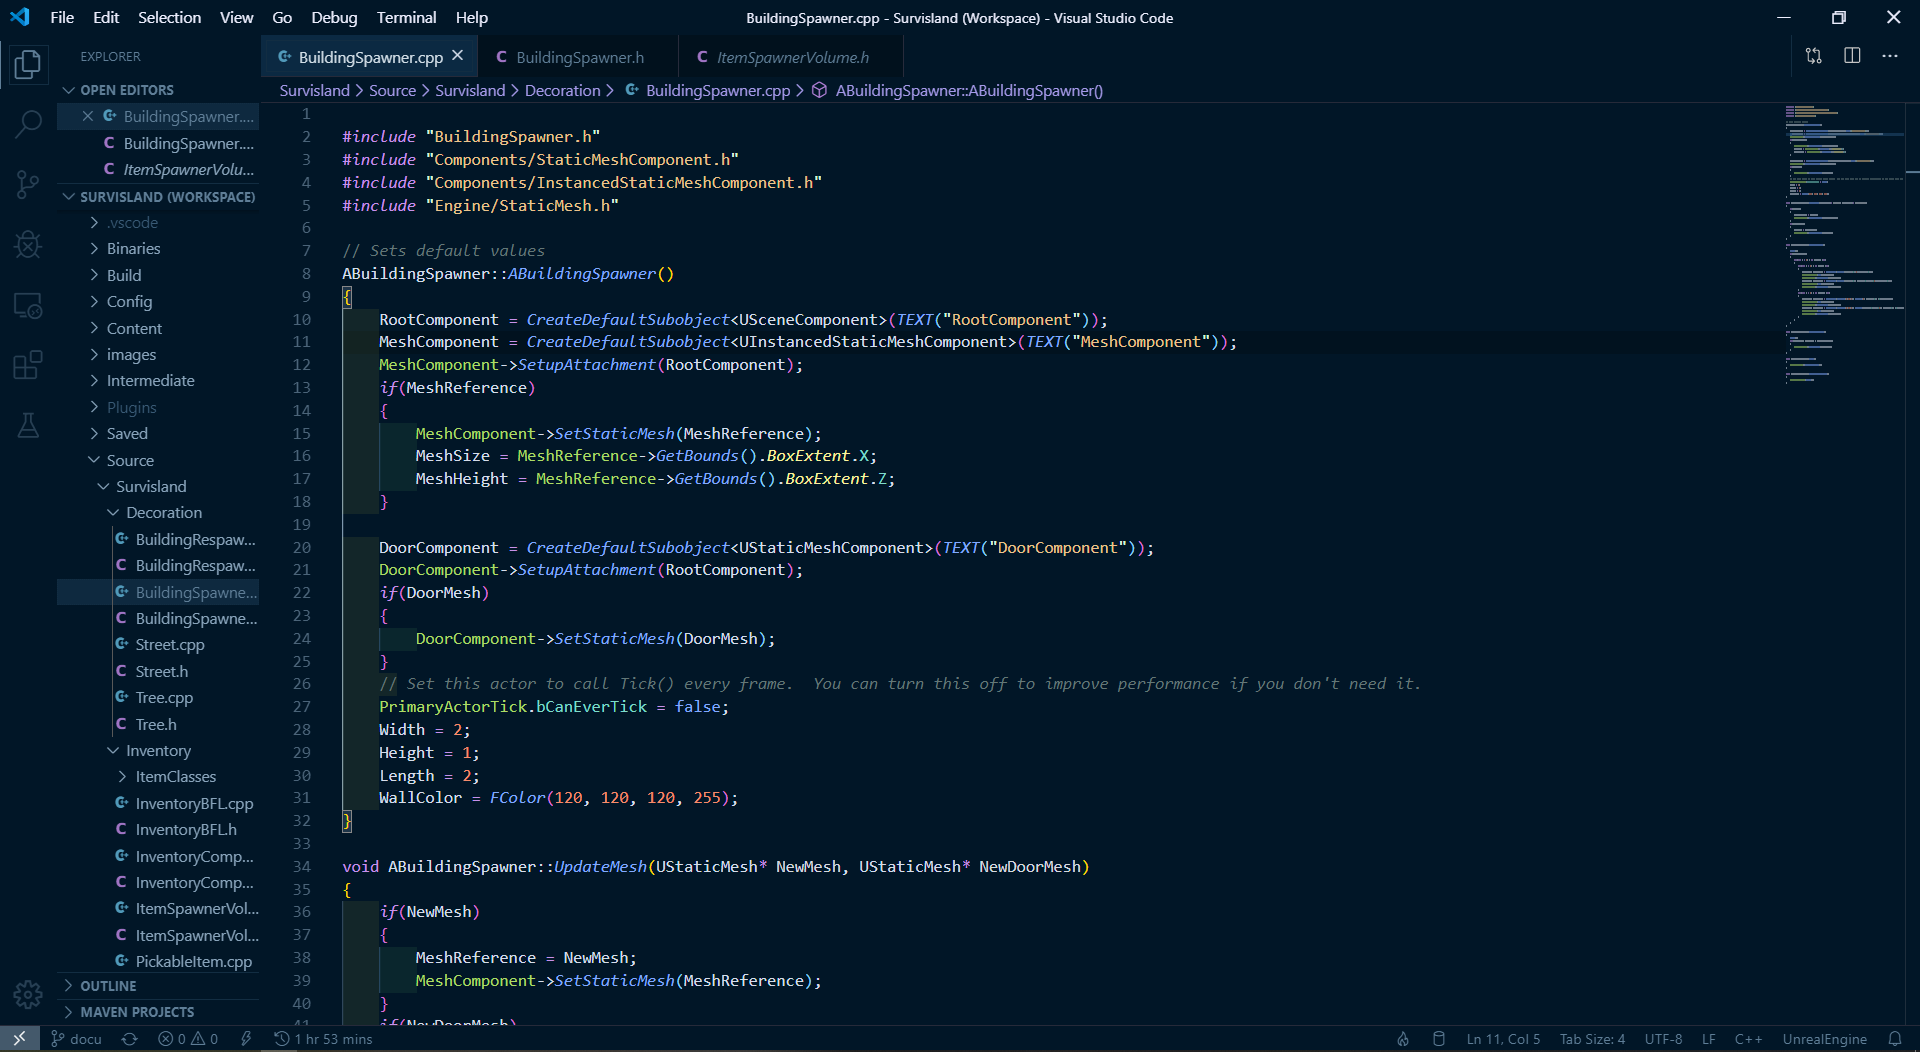 File Edit Selection View Go Debug Terminal Help
BuildingSpawner.cpp - Survisland (Workspace) - Visual Studio Code
EXPLORER
BuildingSpawner.cpp
BuildingSpawner.h
ItemSpawnerVolume.h
OPEN EDITORS
BuildingSpawner....
BuildingSpawner....
ItemSpawnerVolu...
SURVISLAND (WORKSPACE)
.vscode
Binaries
Build
Config
Content
images
Intermediate
Plugins
Saved
Source
Survisland
Decoration
BuildingRespaw...
BuildingRespaw...
BuildingSpawne...
BuildingSpawne...
Street.cpp
Street.h
Tree.cpp
Tree.h
Inventory
ItemClasses
InventoryBFL.cpp
InventoryBFL.h
InventoryComp...
InventoryComp...
ItemSpawnerVol...
ItemSpawnerVol...
PickableItem.cpp
OUTLINE
MAVEN PROJECTS
Survisland > Source > Survisland > Decoration > BuildingSpawner.cpp > ABuildingSpawner::ABuildingSpawner()
1
2 #include "BuildingSpawner.h"
3 #include "Components/StaticMeshComponent.h"
4 #include "Components/InstancedStaticMeshComponent.h"
5 #include "Engine/StaticMesh.h"
6
7 // Sets default values
8 ABuildingSpawner::ABuildingSpawner()
9 {
10 RootComponent = CreateDefaultSubobject<USceneComponent>(TEXT("RootComponent"));
11 MeshComponent = CreateDefaultSubobject<UInstancedStaticMeshComponent>(TEXT("MeshComponent"));
12 MeshComponent->SetupAttachment(RootComponent);
13 if(MeshReference)
14 {
15 MeshComponent->SetStaticMesh(MeshReference);
16 MeshSize = MeshReference->GetBounds().BoxExtent.X;
17 MeshHeight = MeshReference->GetBounds().BoxExtent.Z;
18 }
19
20 DoorComponent = CreateDefaultSubobject<UStaticMeshComponent>(TEXT("DoorComponent"));
21 DoorComponent->SetupAttachment(RootComponent);
22 if(DoorMesh)
23 {
24 DoorComponent->SetStaticMesh(DoorMesh);
25 }
26 // Set this actor to call Tick() every frame.  You can turn this off to improve performance if you don't need it.
27 PrimaryActorTick.bCanEverTick = false;
28 Width = 2;
29 Height = 1;
30 Length = 2;
31 WallColor = FColor(120, 120, 120, 255);
32 }
33
34 void ABuildingSpawner::UpdateMesh(UStaticMesh* NewMesh, UStaticMesh* NewDoorMesh)
35 {
36 if(NewMesh)
37 {
38 MeshReference = NewMesh;
39 MeshComponent->SetStaticMesh(MeshReference);
40 }
41 if(NewDoorMesh)
docu 0 0 1 hr 53 mins
Ln 11, Col 5 Tab Size: 4 UTF-8 LF C++ UnrealEngine